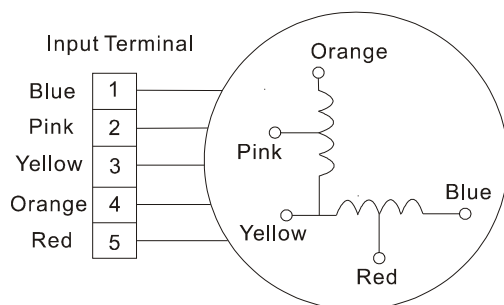 Input Terminal
Blue 1
Pink 2
Yellow 3
Orange 4
Red 5
Orange
Pink
Yellow
Blue
Red